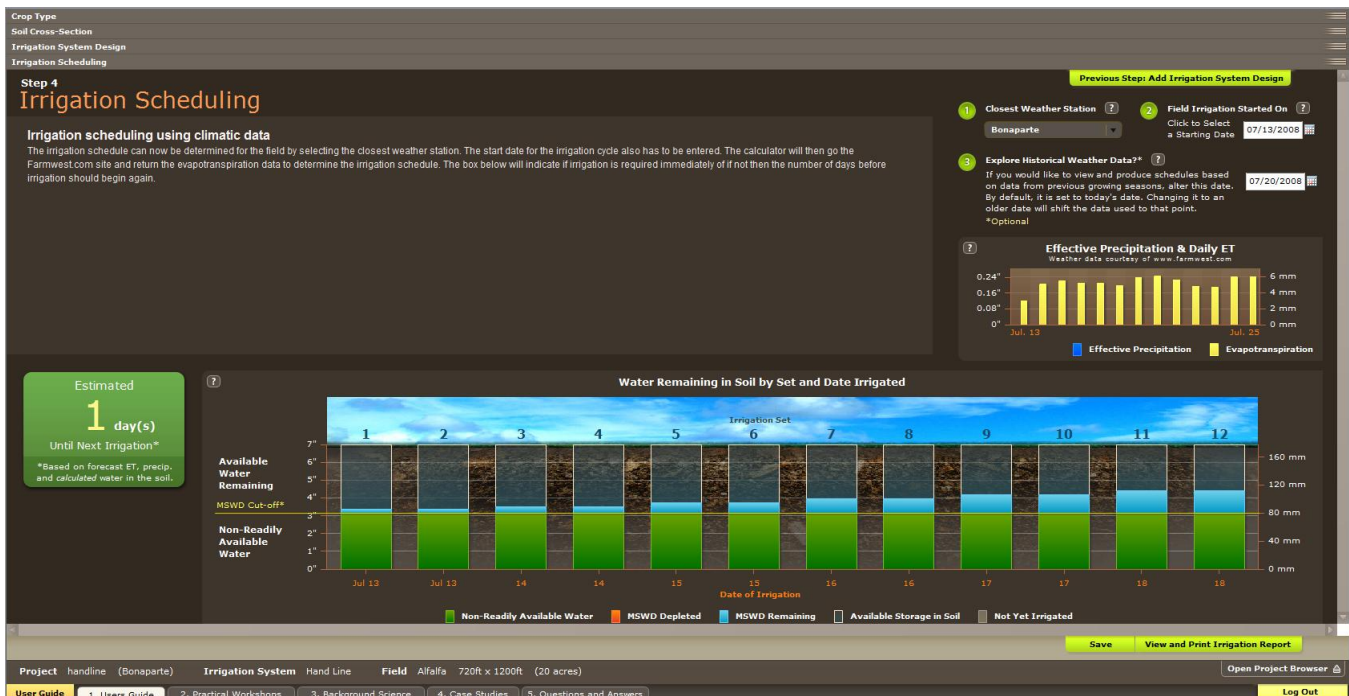 Crop Type
Soil Cross-Section
Irrigation System Design
Irrigation Scheduling
Step 4
Irrigation Scheduling
Previous Step: Add Irrigation System Design
Irrigation scheduling using climatic data
The irrigation schedule can now be determined for the field by selecting the closest weather station. The start date for the irrigation cycle also has to be entered. The calculator will then go the
Farmwest.com site and return the evapotranspiration data to determine the irrigation schedule. The box below will indicate if irrigation is required immediately of if not then the number of days before
irrigation should begin again.
1 Closest Weather Station ?
Bonaparte
2 Field Irrigation Started On ?
Click to Select
a Starting Date
07/13/2008
3 Explore Historical Weather Data?* ?
If you would like to view and produce schedules based
on data from previous growing seasons, alter this date.
By default, it is set to today's date. Changing it to an
older date will shift the data used to that point.
*Optional
07/20/2008
? Effective Precipitation & Daily ET
Weather data courtesy of www.farmwest.com
0.24" 6 mm
0.16" 4 mm
0.08" 2 mm
0" 0 mm
Jul. 13 Jul. 25
Effective Precipitation Evapotranspiration
Estimated
1 day(s)
Until Next Irrigation*
*Based on forecast ET, precip.
and calculated water in the soil.
? Water Remaining in Soil by Set and Date Irrigated
Irrigation Set
1 2 3 4 5 6 7 8 9 10 11 12
Available
Water
Remaining
MSWD Cut-off*
Non-Readily
Available
Water
7"
6"
5"
4"
3"
2"
1"
0"
160 mm
120 mm
80 mm
40 mm
0 mm
Jul 13 Jul 13 14 14 15 15 16 16 17 17 18 18
Date of Irrigation
Non-Readily Available Water MSWD Depleted MSWD Remaining Available Storage in Soil Not Yet Irrigated
Save View and Print Irrigation Report
Project handline (Bonaparte) Irrigation System Hand Line Field Alfalfa 720ft x 1200ft (20 acres) Open Project Browser
User Guide 1. Users Guide 2. Practical Workshops 3. Background Science 4. Case Studies 5. Questions and Answers Log Out